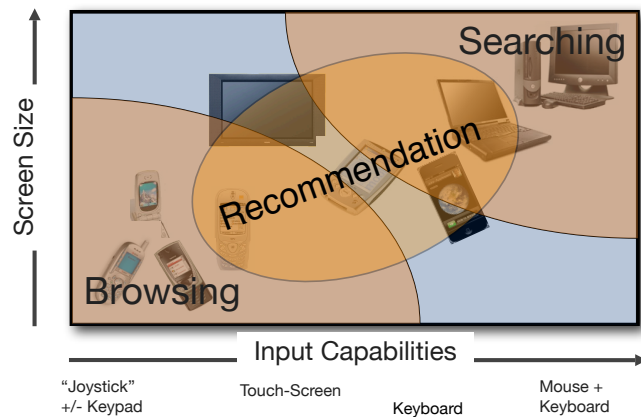 Searching
Recommendation
Browsing
Screen Size
Input Capabilities
“Joystick”
+/- Keypad
Touch-Screen
Keyboard
Mouse +
Keyboard